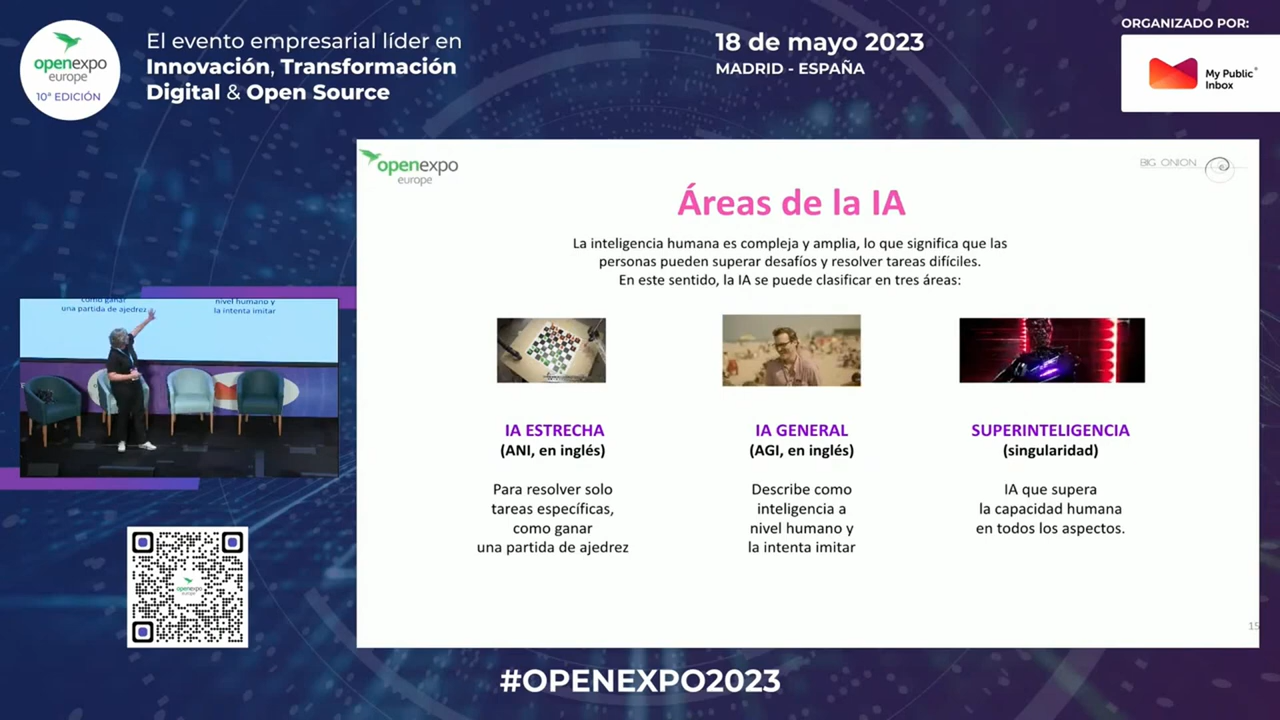 openexpo
europe
10ª EDICIÓN
El evento empresarial líder en
Innovación, Transformación
Digital & Open Source
18 de mayo 2023
MADRID - ESPAÑA
ORGANIZADO POR:
My Public
Inbox
openexpo
europe
BIG ONION
Áreas de la IA
La inteligencia humana es compleja y amplia, lo que significa que las
personas pueden superar desafíos y resolver tareas difíciles.
En este sentido, la IA se puede clasificar en tres áreas:
IA ESTRECHA
(ANI, en inglés)
Para resolver solo
tareas específicas,
como ganar
una partida de ajedrez
IA GENERAL
(AGI, en inglés)
Describe como
inteligencia a
nivel humano y
la intenta imitar
SUPERINTELIGENCIA
(singularidad)
IA que supera
la capacidad humana
en todos los aspectos.
15
como ganar
una partida de ajedrez
nivel humano y
la intenta imitar
openexpo
europe
#OPENEXPO2023